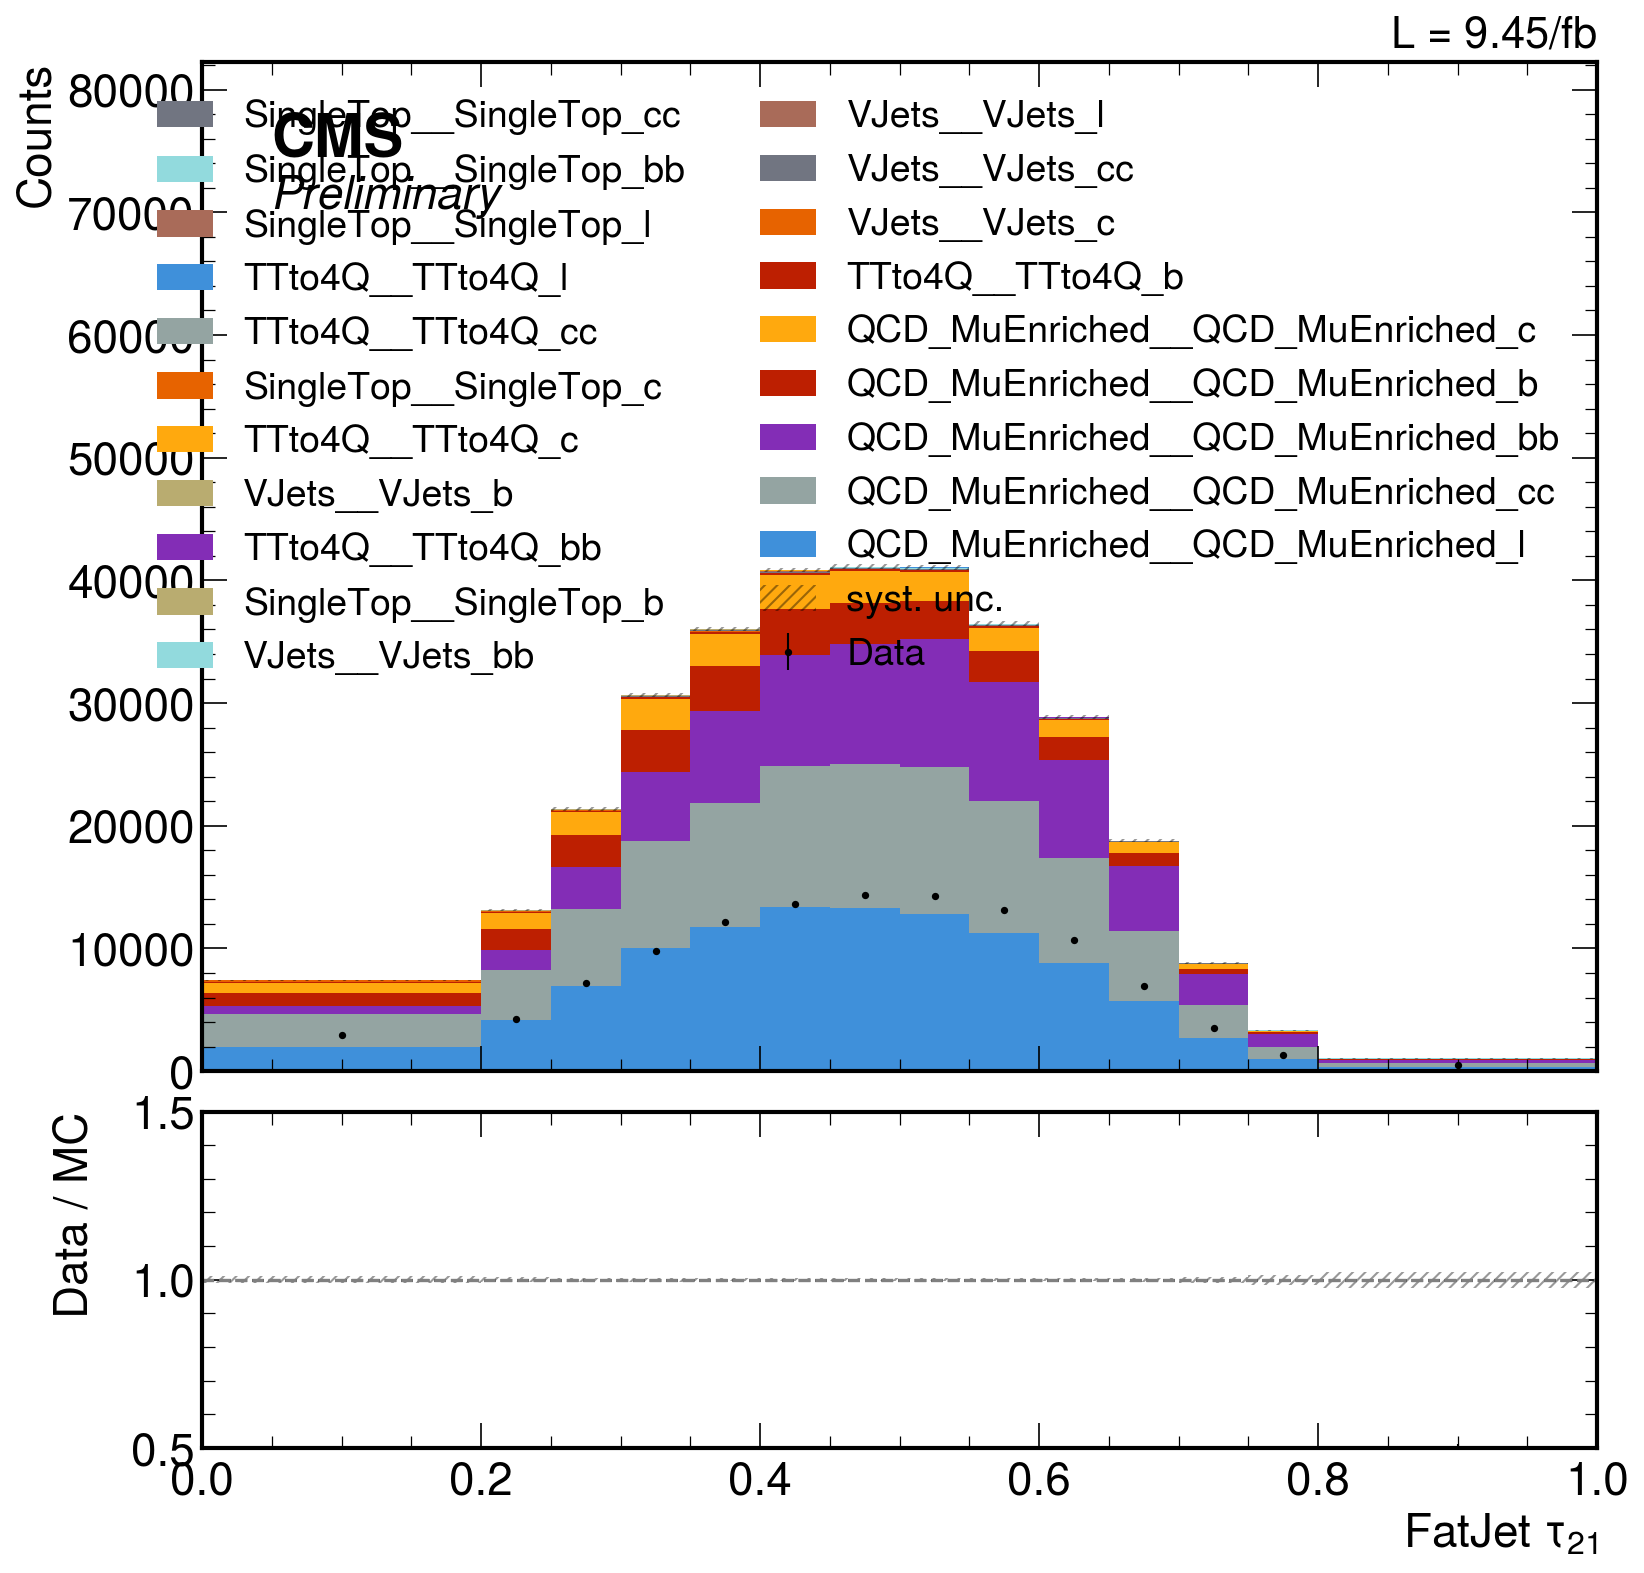 L = 9.45/fb
Counts
80000
70000
60000
50000
40000
30000
20000
10000
0
CMS
Preliminary
SingleTop__SingleTop_cc
SingleTop__SingleTop_bb
SingleTop__SingleTop_l
TTto4Q__TTto4Q_l
TTto4Q__TTto4Q_cc
SingleTop__SingleTop_c
TTto4Q__TTto4Q_c
VJets__VJets_b
TTto4Q__TTto4Q_bb
SingleTop__SingleTop_b
VJets__VJets_bb
VJets__VJets_l
VJets__VJets_cc
VJets__VJets_c
TTto4Q__TTto4Q_b
QCD_MuEnriched__QCD_MuEnriched_c
QCD_MuEnriched__QCD_MuEnriched_b
QCD_MuEnriched__QCD_MuEnriched_bb
QCD_MuEnriched__QCD_MuEnriched_cc
QCD_MuEnriched__QCD_MuEnriched_l
syst. unc.
Data
Data / MC
1.5
1.0
0.5
0.0 0.2 0.4 0.6 0.8 1.0
FatJet τ21